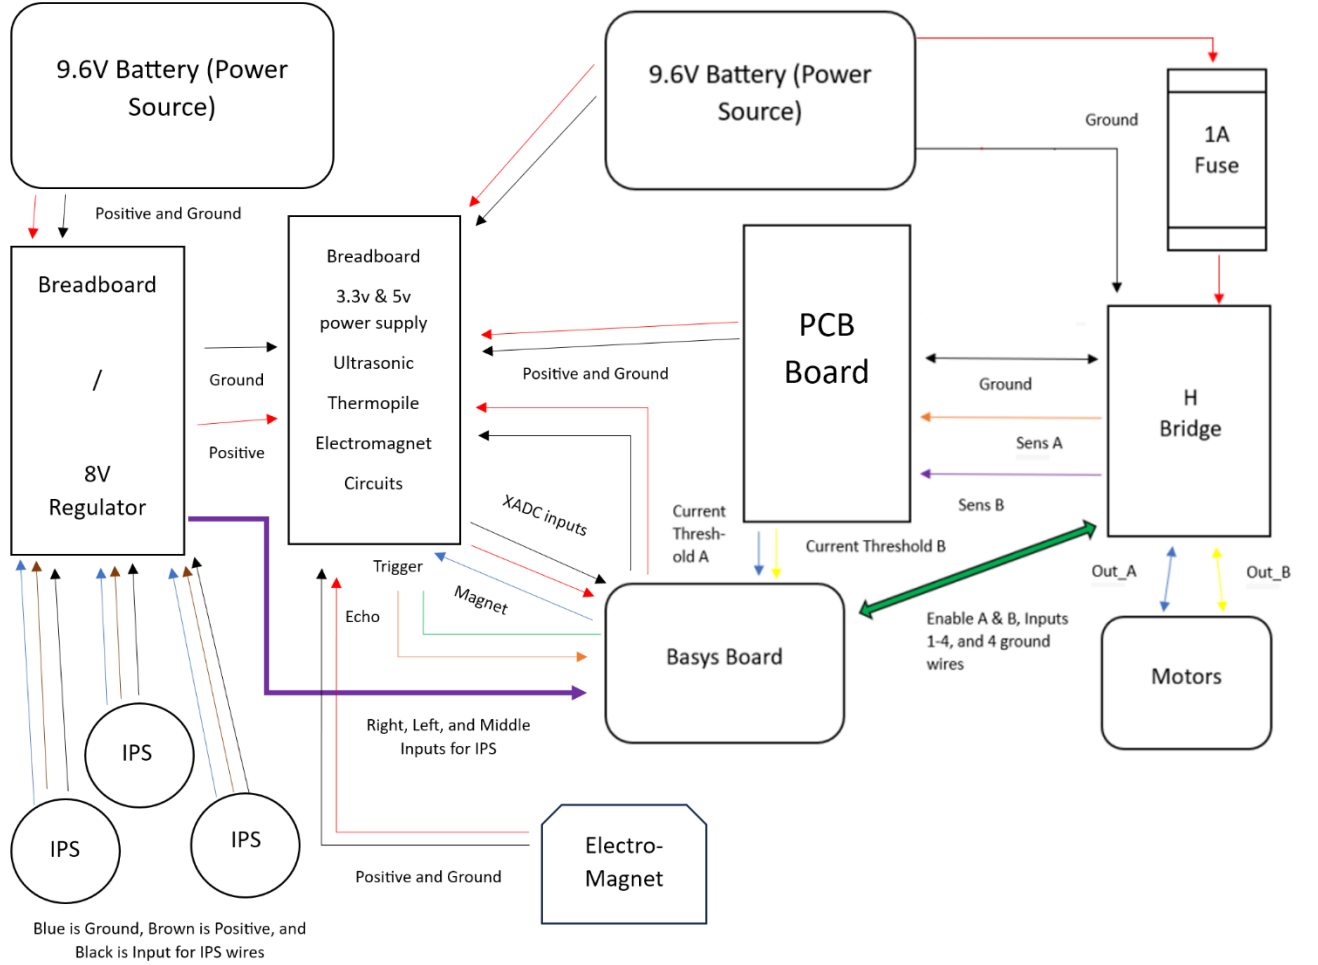 9.6V Battery (Power
Source)
9.6V Battery (Power
Source)
Ground
1A
Fuse
Positive and Ground
Breadboard
/
8V
Regulator
Ground
Positive
Breadboard
3.3v & 5v
power supply
Ultrasonic
Thermopile
Electromagnet
Circuits
Positive and Ground
PCB
Board
Ground
Sens A
Sens B
H
Bridge
XADC inputs
Current
Thresh-
old A
Current Threshold B
Trigger
Magnet
Echo
Basys Board
Enable A & B, Inputs
1-4, and 4 ground
wires
Out_A
Out_B
Motors
Right, Left, and Middle
Inputs for IPS
IPS
IPS
IPS
Electro-
Magnet
Positive and Ground
Blue is Ground, Brown is Positive, and
Black is Input for IPS wires